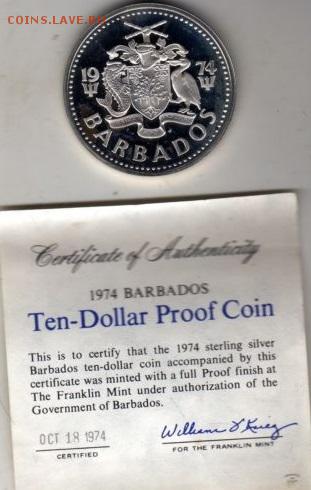 COINS.LAVE.RU
19 74
BARBADOS
Certificate of Authenticity
1974 BARBADOS
Ten-Dollar Proof Coin
This is to certify that the 1974 sterling silver
Barbados ten-dollar coin accompanied by this
certificate was minted with a full Proof finish at
The Franklin Mint under authorization of the
Government of Barbados.
OCT 18 1974
CERTIFIED
FOR THE FRANKLIN MINT